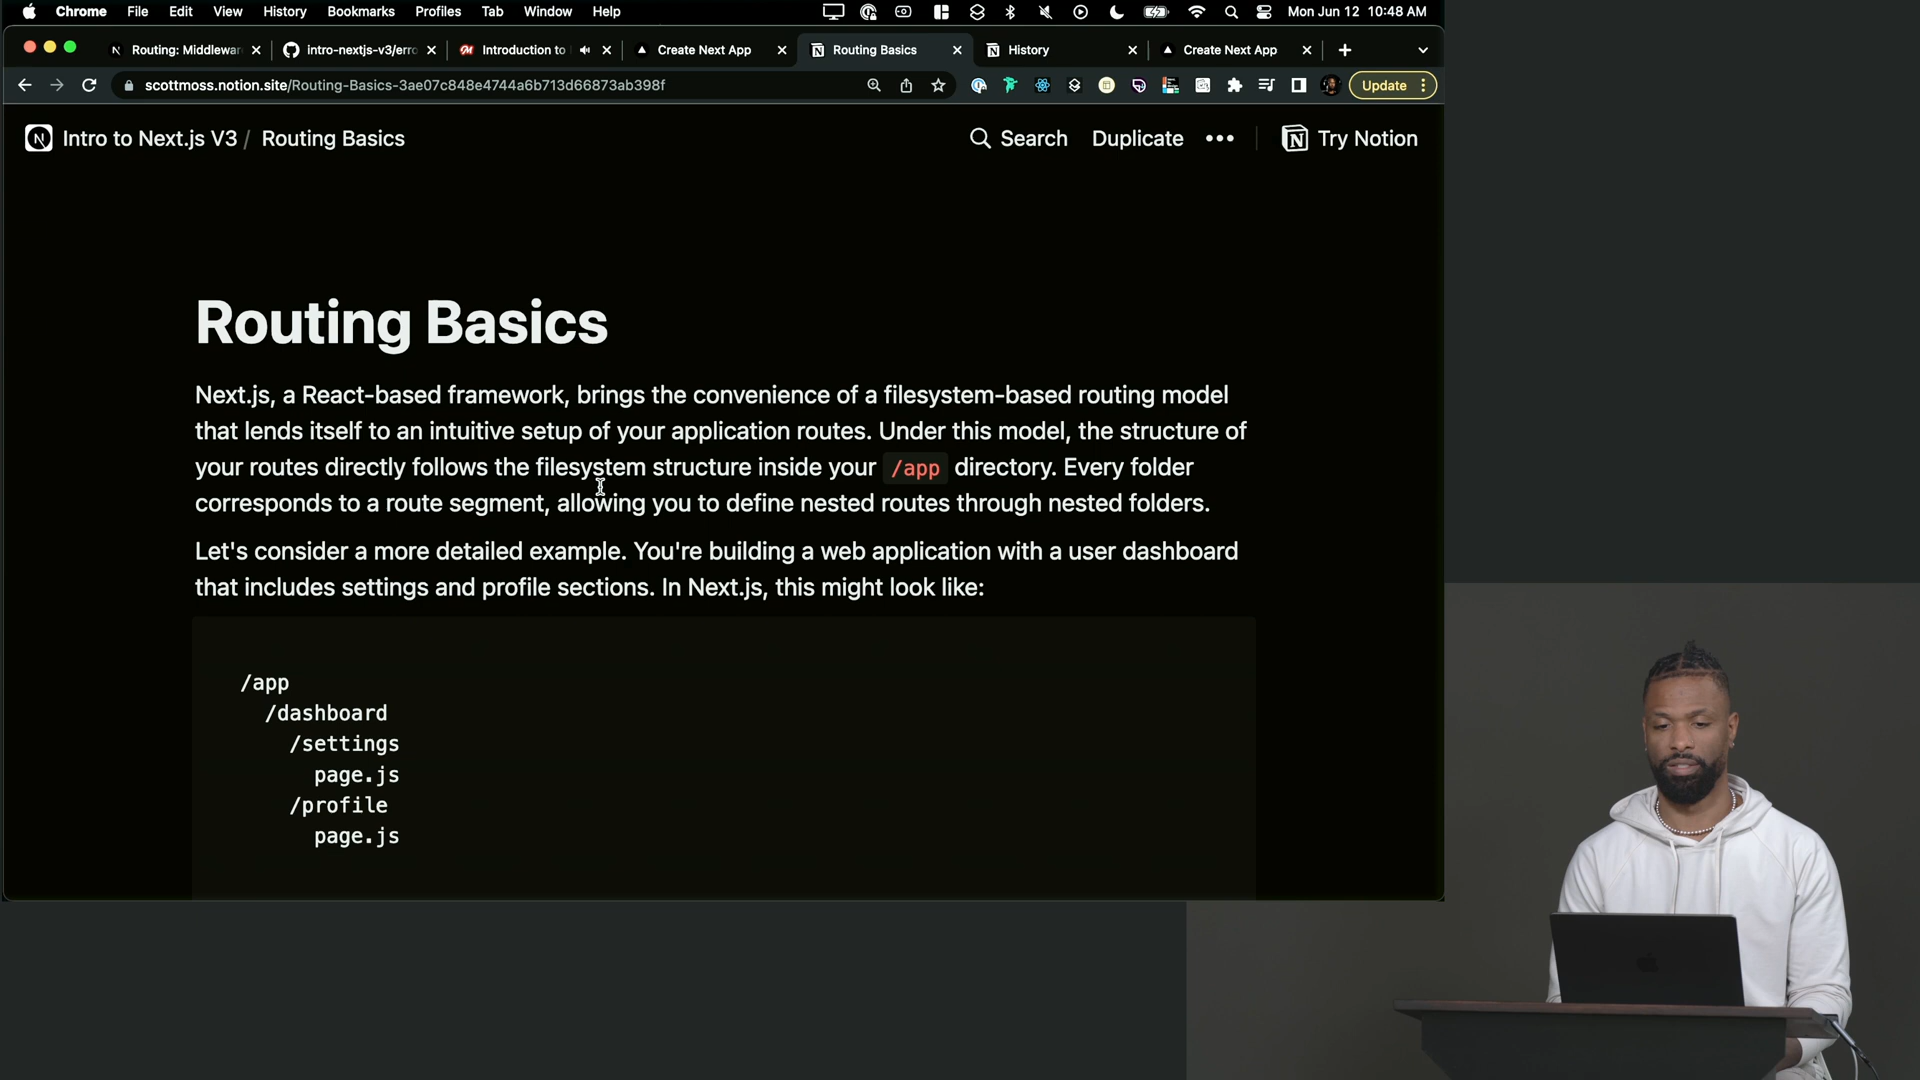 Chrome File Edit View History Bookmarks Profiles Tab Window Help Mon Jun 12 10:48 AM
Routing: Middlewar intro-nextjs-v3/erro Introduction to Create Next App Routing Basics History Create Next App
scottmoss.notion.site/Routing-Basics-3ae07c848e4744a6b713d66873ab398f Update
Intro to Next.js V3 / Routing Basics Search Duplicate ••• Try Notion
Routing Basics
Next.js, a React-based framework, brings the convenience of a filesystem-based routing model
that lends itself to an intuitive setup of your application routes. Under this model, the structure of
your routes directly follows the filesystem structure inside your /app directory. Every folder
corresponds to a route segment, allowing you to define nested routes through nested folders.
Let's consider a more detailed example. You're building a web application with a user dashboard
that includes settings and profile sections. In Next.js, this might look like:
/app
/dashboard
/settings
page.js
/profile
page.js